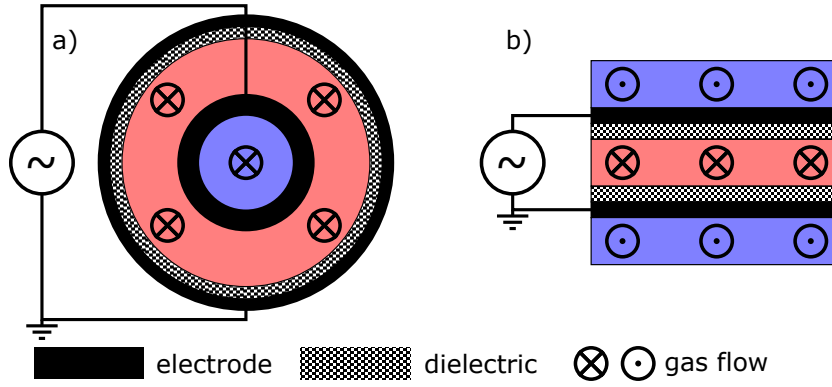 a)
b)
~
~
electrode
dielectric
gas flow